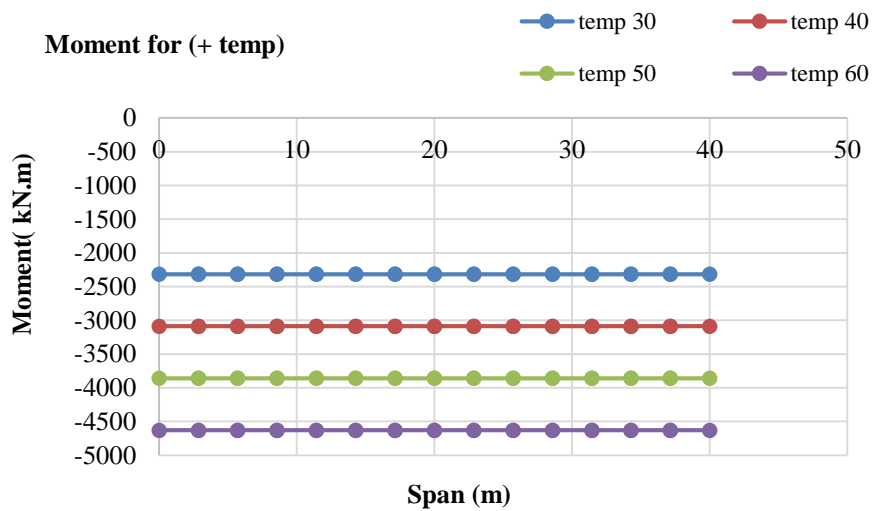 Moment for (+ temp)
temp 30
temp 40
temp 50
temp 60
0
-500
-1000
-1500
-2000
-2500
-3000
-3500
-4000
-4500
-5000
0 10 20 30 40 50
Moment( kN.m)
Span (m)